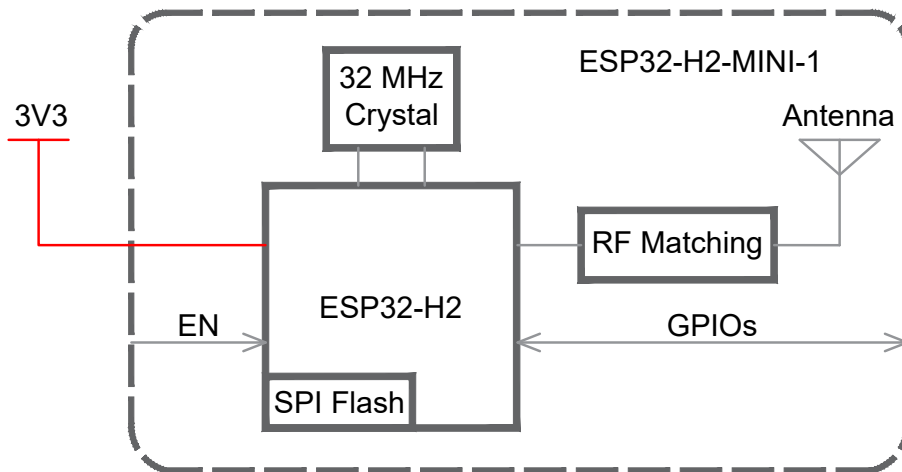 ESP32-H2-MINI-1
32 MHz
Crystal
3V3
Antenna
RF Matching
ESP32-H2
EN
GPIOs
SPI Flash